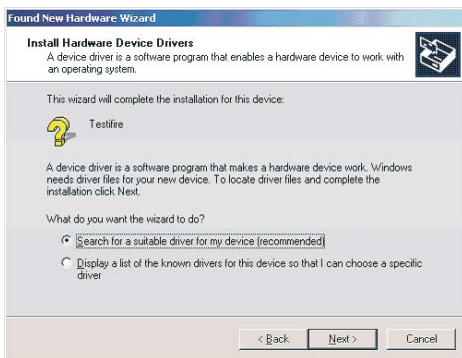 Found New Hardware Wizard
Install Hardware Device Drivers
A device driver is a software program that enables a hardware device to work with
an operating system.
This wizard will complete the installation for this device:
Testifire
A device driver is a software program that makes a hardware device work. Windows
needs driver files for your new device. To locate driver files and complete the
installation click Next.
What do you want the wizard to do?
Search for a suitable driver for my device (recommended)
Display a list of the known drivers for this device so that I can choose a specific
driver
< Back
Next >
Cancel